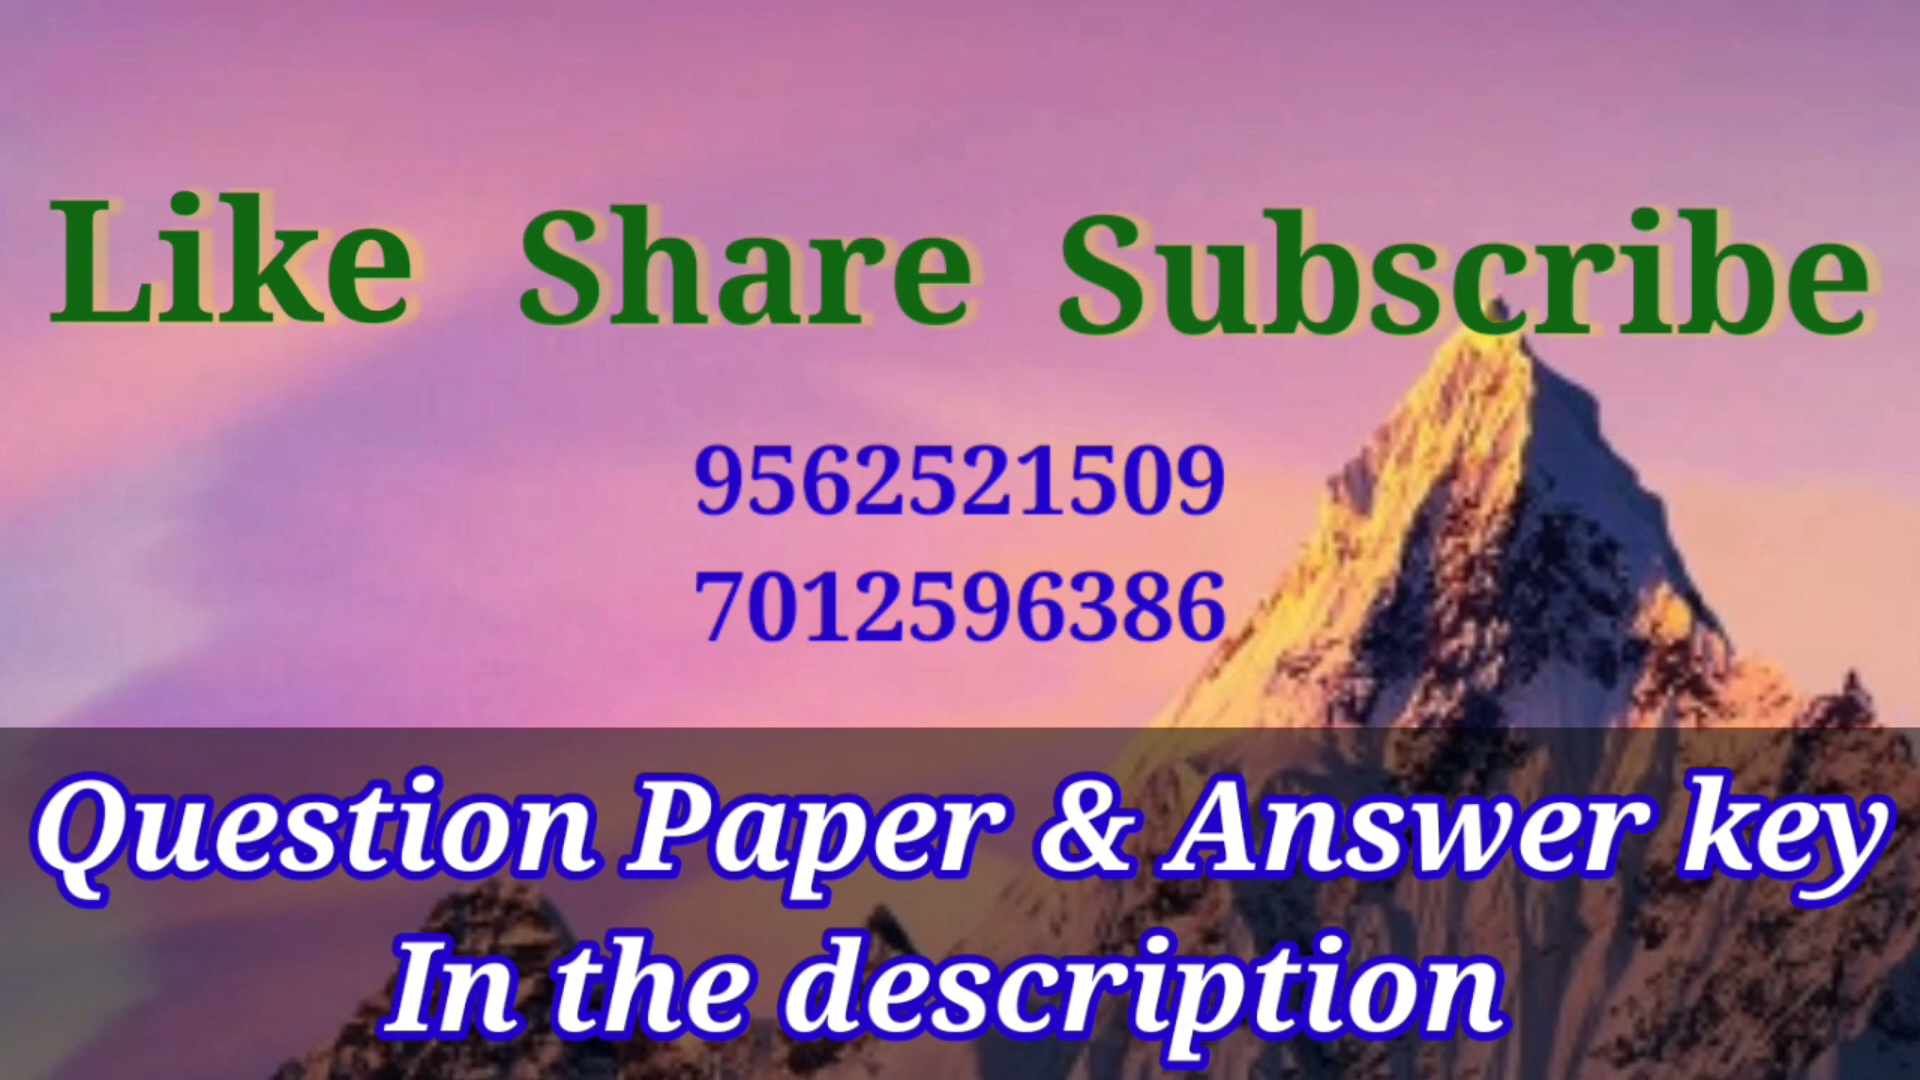 Like Share Subscribe
9562521509
7012596386
Question Paper & Answer key
In the description